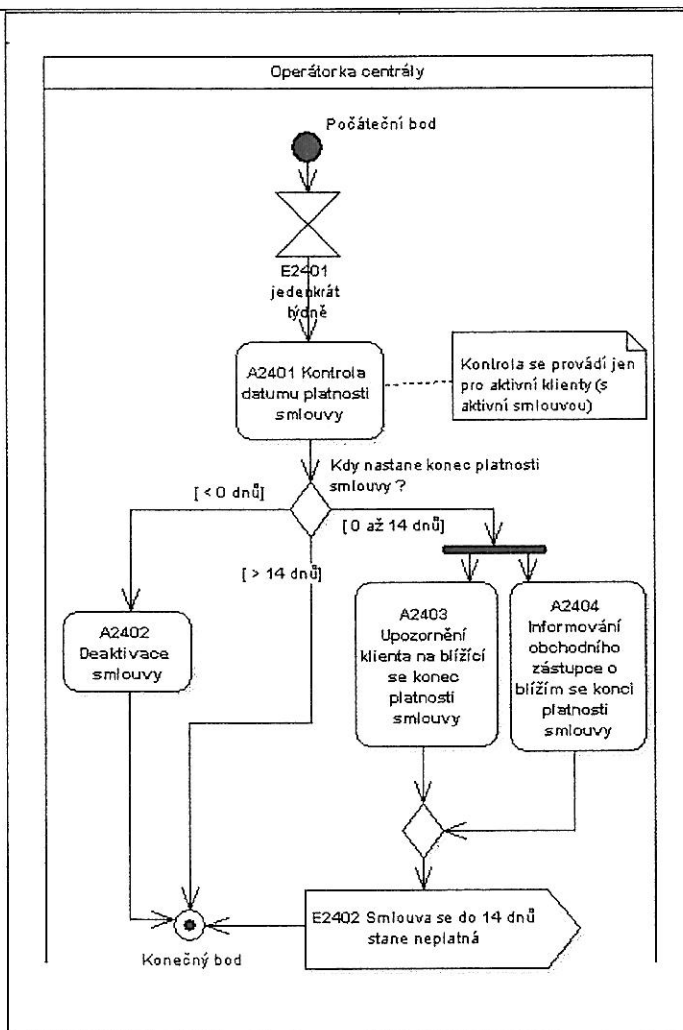 Operátorka centrály
Počáteční bod
E2401
jedenkrát
týdně
A2401 Kontrola
datumu platnosti
smlouvy
Kontrola se provádí jen
pro aktivní klienty (s
aktivní smlouvou)
Kdy nastane konec platnosti
smlouvy ?
[ < 0 dnů]
[ 0 až 14 dnů]
[ > 14 dnů]
A2402
Deaktivace
smlouvy
A2403
Upozornění
klienta na blížící
se konec
platnosti
smlouvy
A2404
Informování
obchodního
zástupce o
blížím se konci
platnosti
smlouvy
E2402 Smlouva se do 14 dnů
stane neplatná
Konečný bod